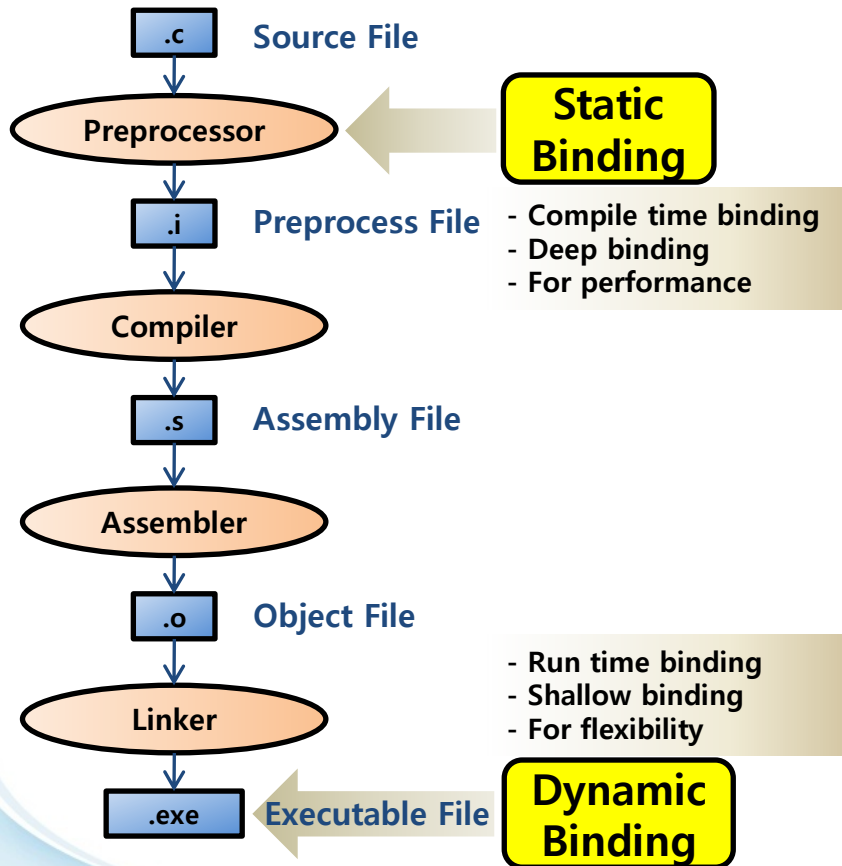 .c Source File
Preprocessor
Static
Binding
.i Preprocess File
- Compile time binding
- Deep binding
- For performance
Compiler
.s Assembly File
Assembler
.o Object File
- Run time binding
- Shallow binding
- For flexibility
Linker
.exe Executable File
Dynamic
Binding